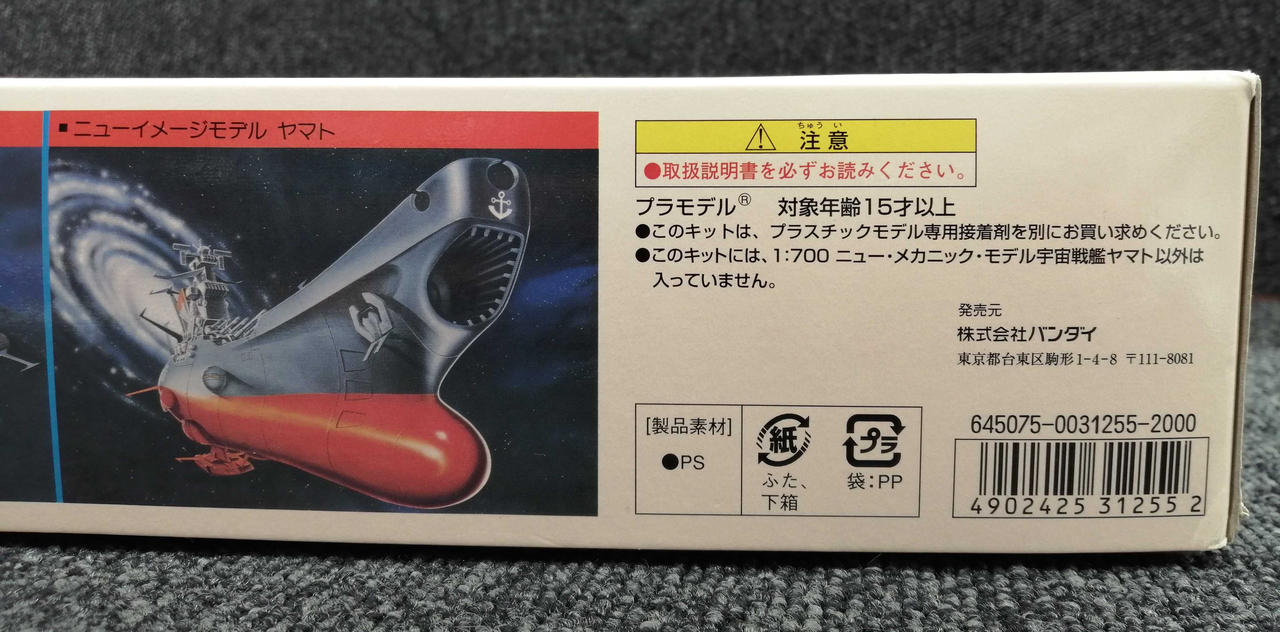 ■ニューイメージモデル ヤマト
ちゅう い
注意
●取扱説明書を必ずお読みください。
プラモデル® 対象年齢15才以上
●このキットは、プラスチックモデル専用接着剤を別にお買い求めください。
●このキットには、1:700 ニュー・メカニック・モデル宇宙戦艦ヤマト以外は
入っていません。
発売元
株式会社バンダイ
東京都台東区駒形1-4-8 〒111-8081
[製品素材]
●PS
紙
ふた、
下箱
プラ
袋:PP
645075-0031255-2000
4902425 31255 2